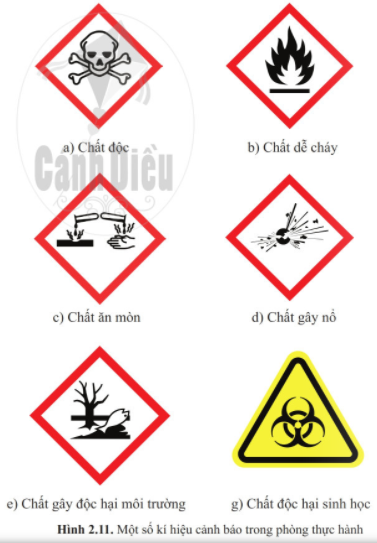 Cánh Diều
a) Chất độc
b) Chất dễ cháy
c) Chất ăn mòn
d) Chất gây nổ
e) Chất gây độc hại môi trường
g) Chất độc hại sinh học
Hình 2.11. Một số kí hiệu cảnh báo trong phòng thực hành